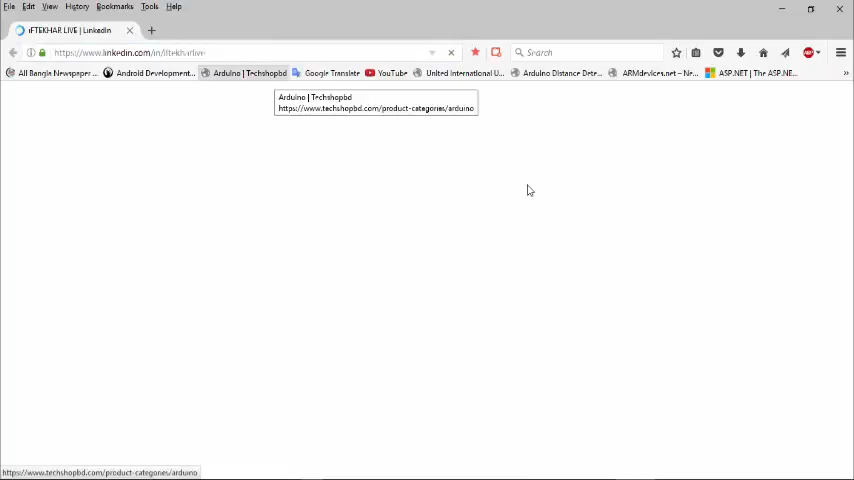 File Edit View History Bookmarks Tools Help
iFTEKHAR LIVE | LinkedIn
https://www.linkedin.com/in/iftekharlive
Search
ABP
All Bangla Newspaper ... Android Development... Arduino | Techshopbd Google Translate YouTube United International U... Arduino Distance Dete... ARMdevices.net – Ne... ASP.NET | The ASP.NE...
Arduino | Techshopbd
https://www.techshopbd.com/product-categories/arduino
https://www.techshopbd.com/product-categories/arduino